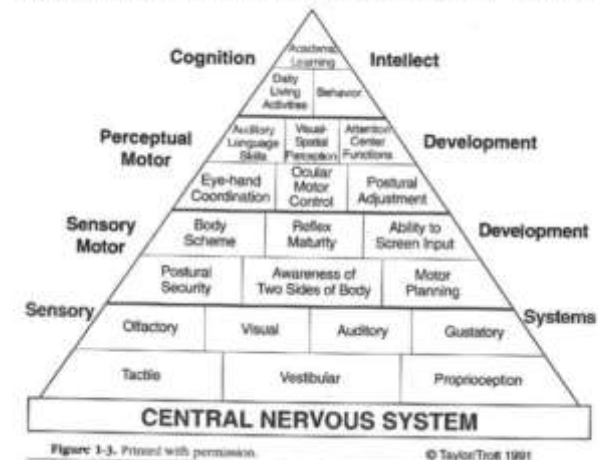 Academic
Cognition Learning Intellect
Daily
Living
Activities Behavior
Auditory Visual- Attention
Perceptual Language Spatial Center Development
Motor Skills Perception Functions
Eye-hand Ocular Postural
Coordination Motor Adjustment
Control
Sensory Body Reflex Ability to Development
Motor Scheme Maturity Screen Input
Postural Awareness of Motor
Security Two Sides of Body Planning
Sensory Systems
Olfactory Visual Auditory Gustatory
Tactile Vestibular Proprioception
CENTRAL NERVOUS SYSTEM
Figure 1-3. Printed with permission. © Taylor/Trott 1991